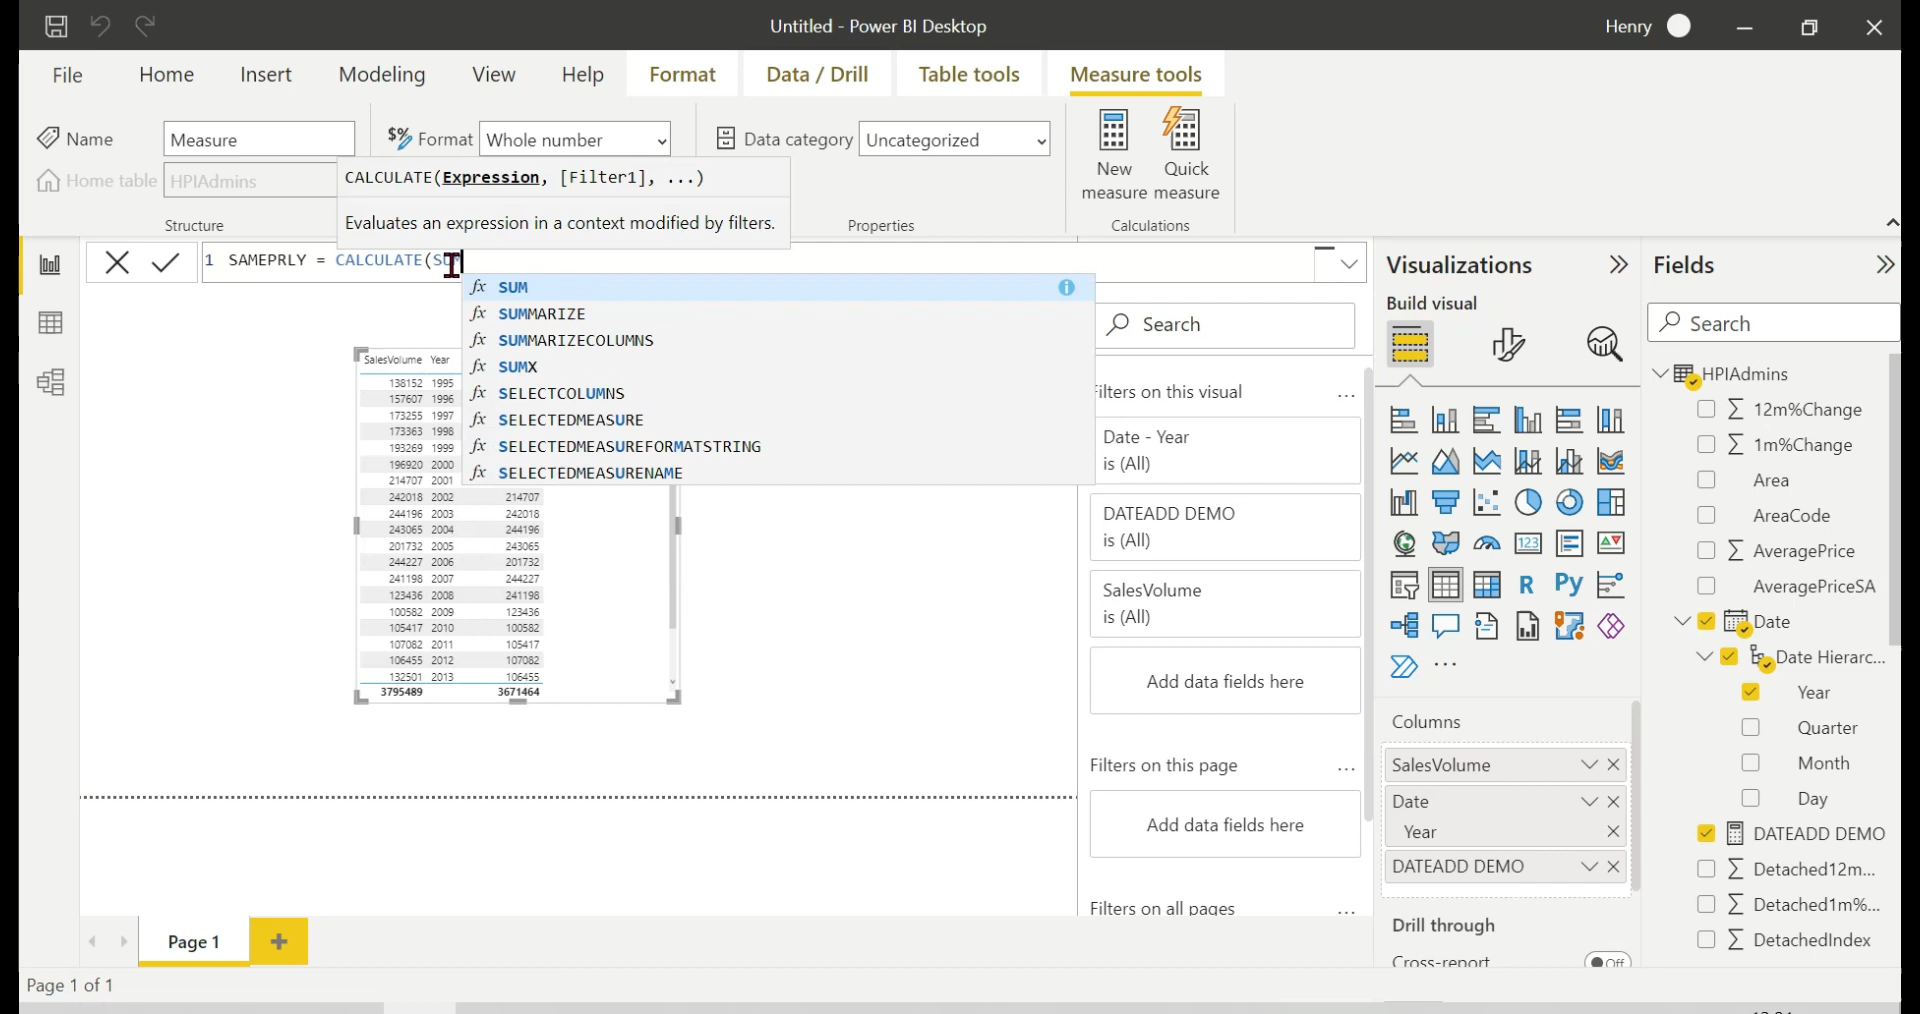 Untitled - Power BI Desktop
Henry
File Home Insert Modeling View Help Format Data / Drill Table tools Measure tools
Name Measure
$% Format Whole number
Data category Uncategorized
New measure
Quick measure
Home table HPIAdmins
CALCULATE(Expression, [Filter1], ...)
Evaluates an expression in a context modified by filters.
Structure
Properties
Calculations
1 SAMEPRLY = CALCULATE(SUM
SUM
SUMMARIZE
SUMMARIZECOLUMNS
SUMX
SELECTCOLUMNS
SELECTEDMEASURE
SELECTEDMEASUREFORMATSTRING
SELECTEDMEASURENAME
SalesVolume Year
138152 1995
157607 1996
173255 1997
173363 1998
193269 1999
196920 2000
214707 2001
242018 2002 214707
244196 2003 242018
243065 2004 244196
201732 2005 243065
244227 2006 201732
241198 2007 244227
123436 2008 241198
100582 2009 123436
105417 2010 100582
107082 2011 105417
106455 2012 107082
132501 2013 106455
3795489 3671464
Search
Filters on this visual ...
Date - Year
is (All)
DATEADD DEMO
is (All)
SalesVolume
is (All)
Add data fields here
Filters on this page ...
Add data fields here
Filters on all pages ...
Visualizations
Build visual
123
R
Py
...
Columns
SalesVolume
Date
Year
DATEADD DEMO
Drill through
Cross-report Off
Fields
Search
HPIAdmins
12m%Change
1m%Change
Area
AreaCode
AveragePrice
AveragePriceSA
Date
Date Hierarc...
Year
Quarter
Month
Day
DATEADD DEMO
Detached12m...
Detached1m%...
DetachedIndex
Page 1
Page 1 of 1